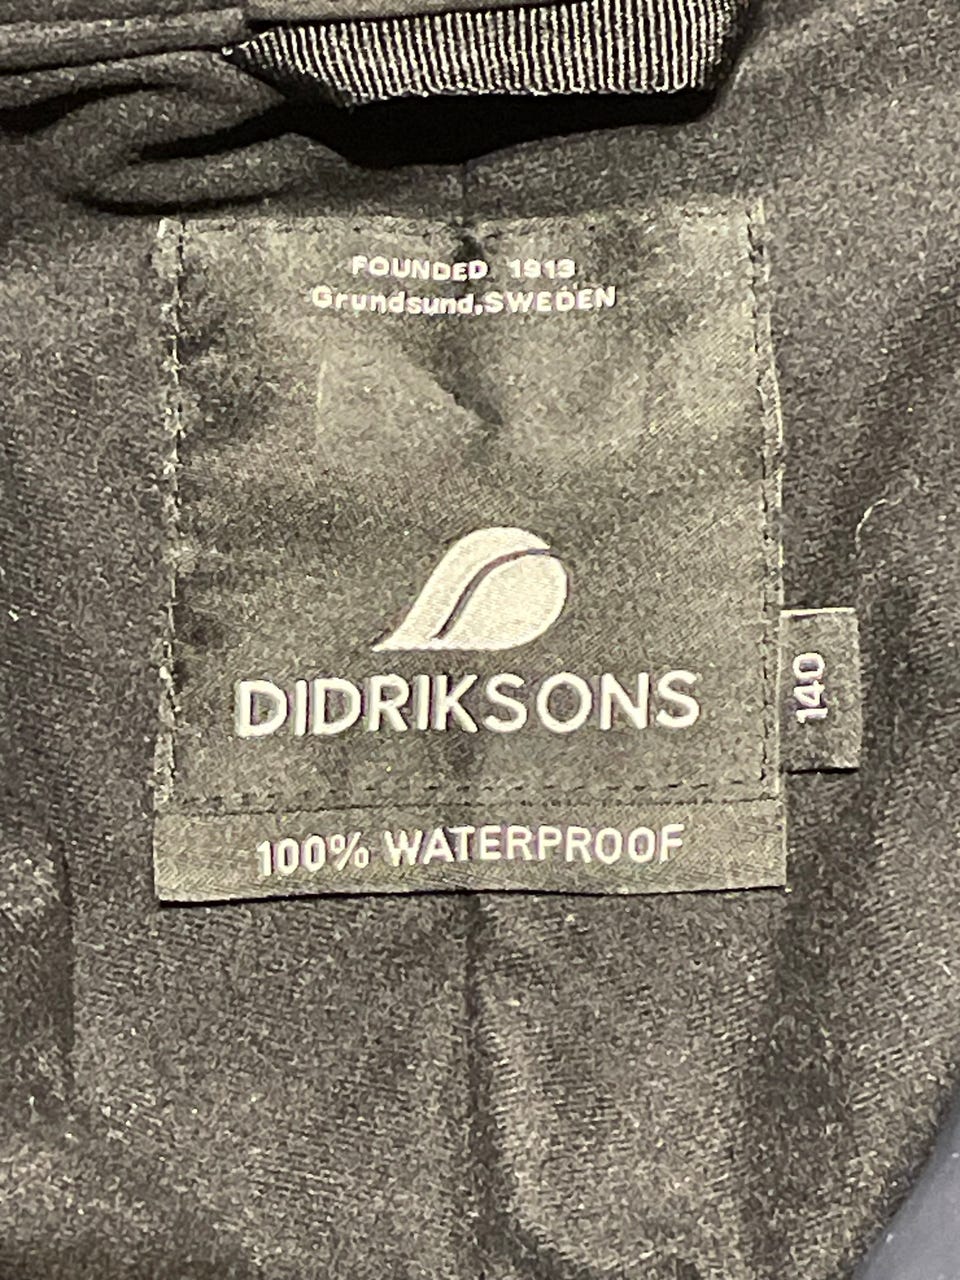 FOUNDED 1913
Grundsund,SWEDEN
DIDRIKSONS
140
100% WATERPROOF